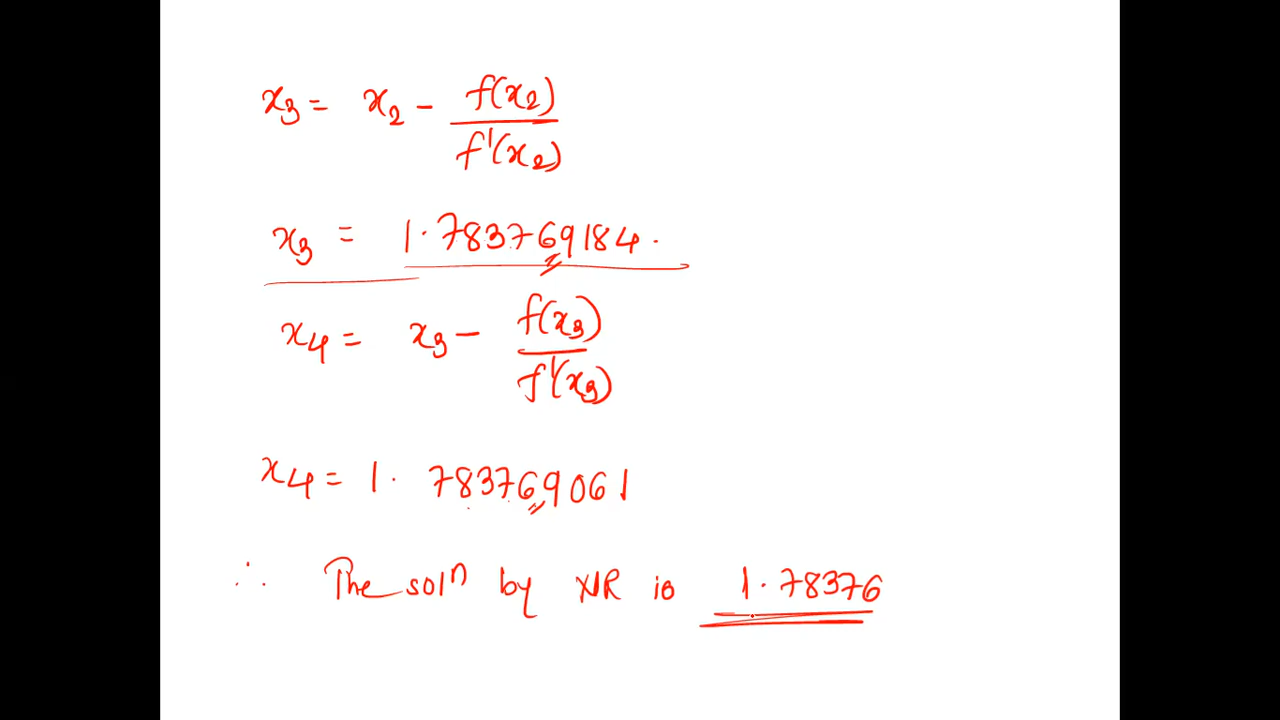 x₃ = x₂ - f(x₂)/f'(x₂)
x₃ = 1.783769184.
x₄ = x₃ - f(x₃)/f'(x₃)
x₄ = 1.783769061
∴ The solⁿ by NR is 1.78376